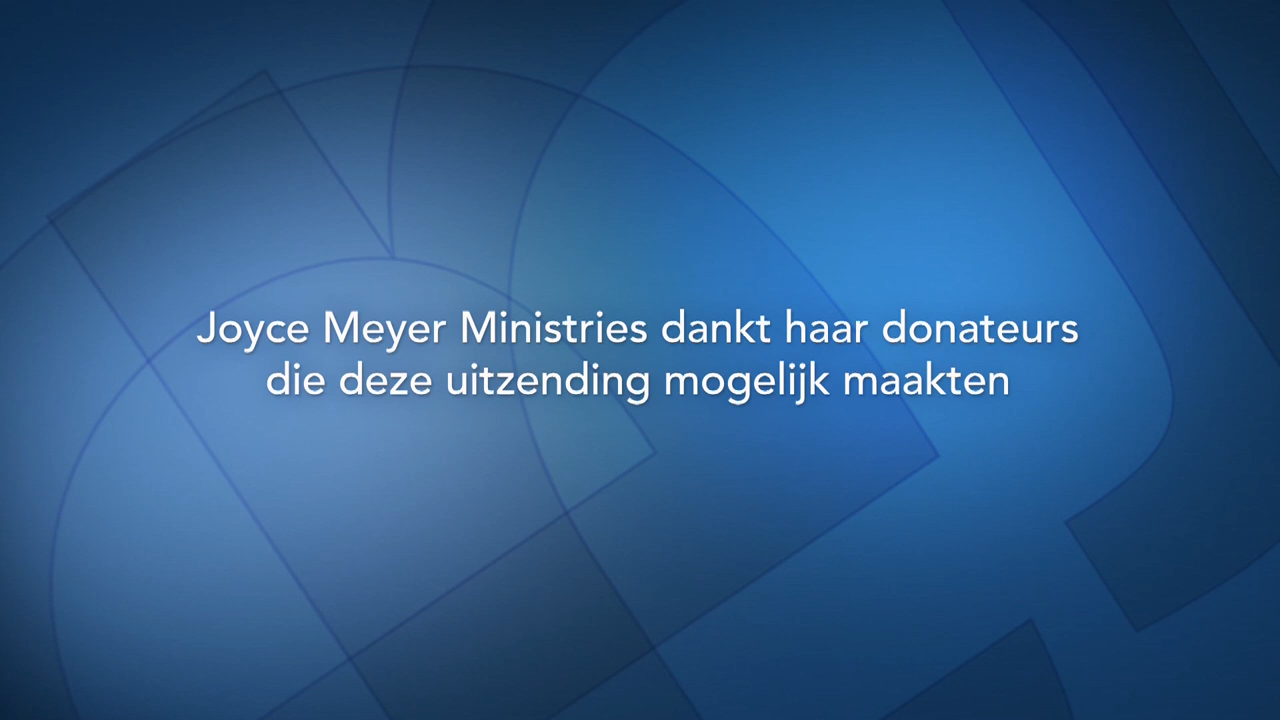 Joyce Meyer Ministries dankt haar donateurs
die deze uitzending mogelijk maakten